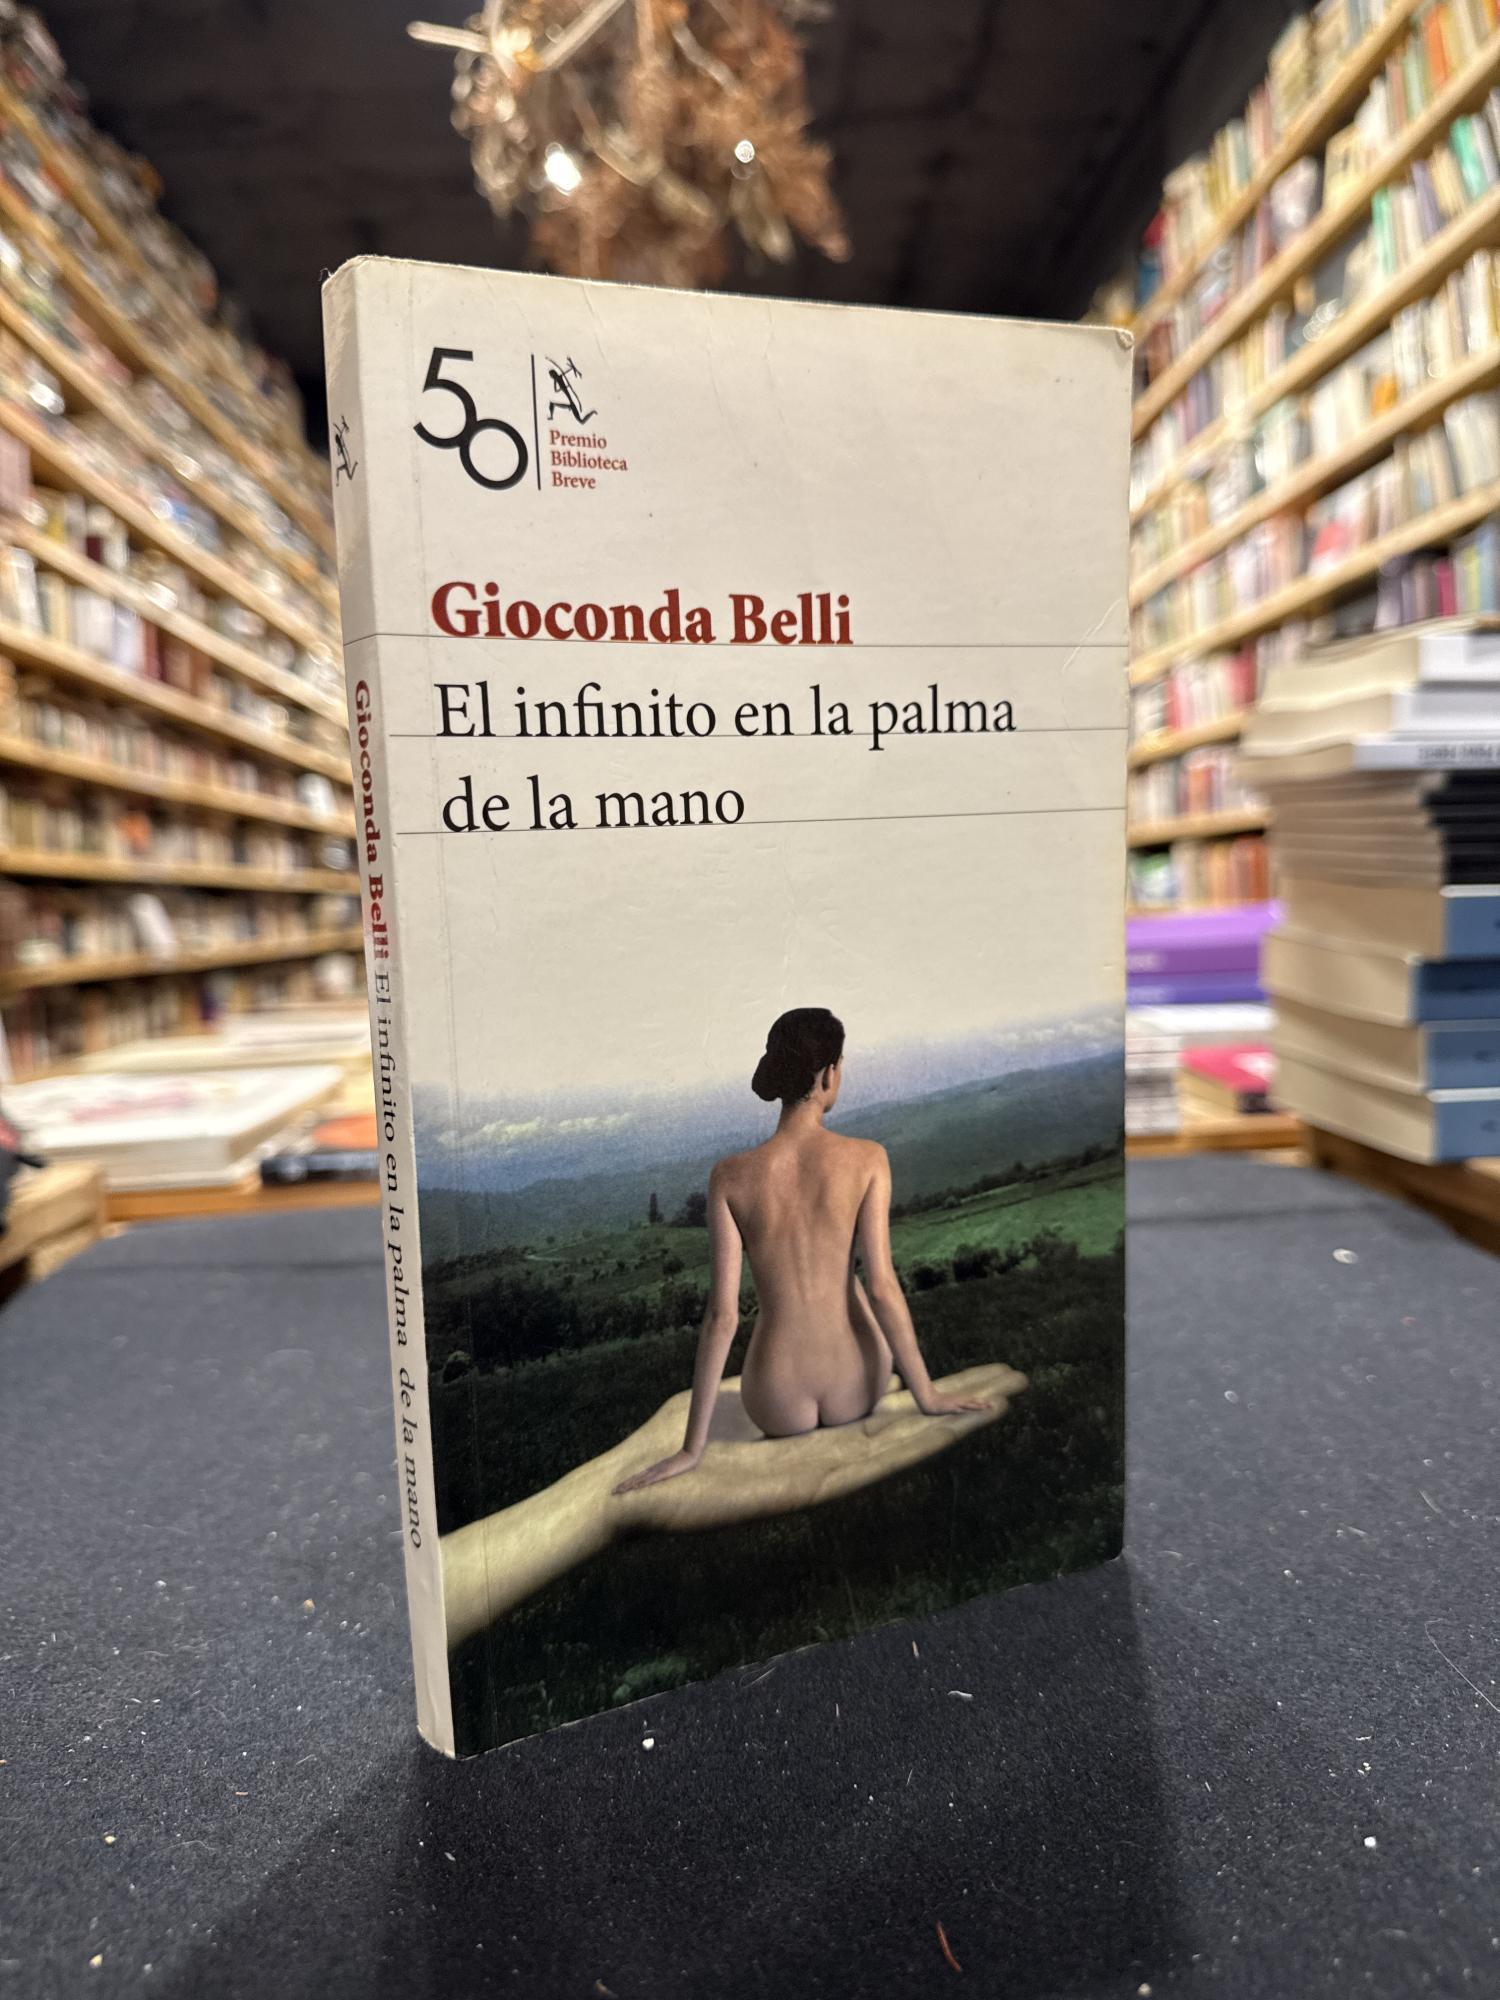 50
Premio
Biblioteca
Breve
Gioconda Belli
El infinito en la palma
de la mano
Gioconda Belli El infinito en la palma de la mano